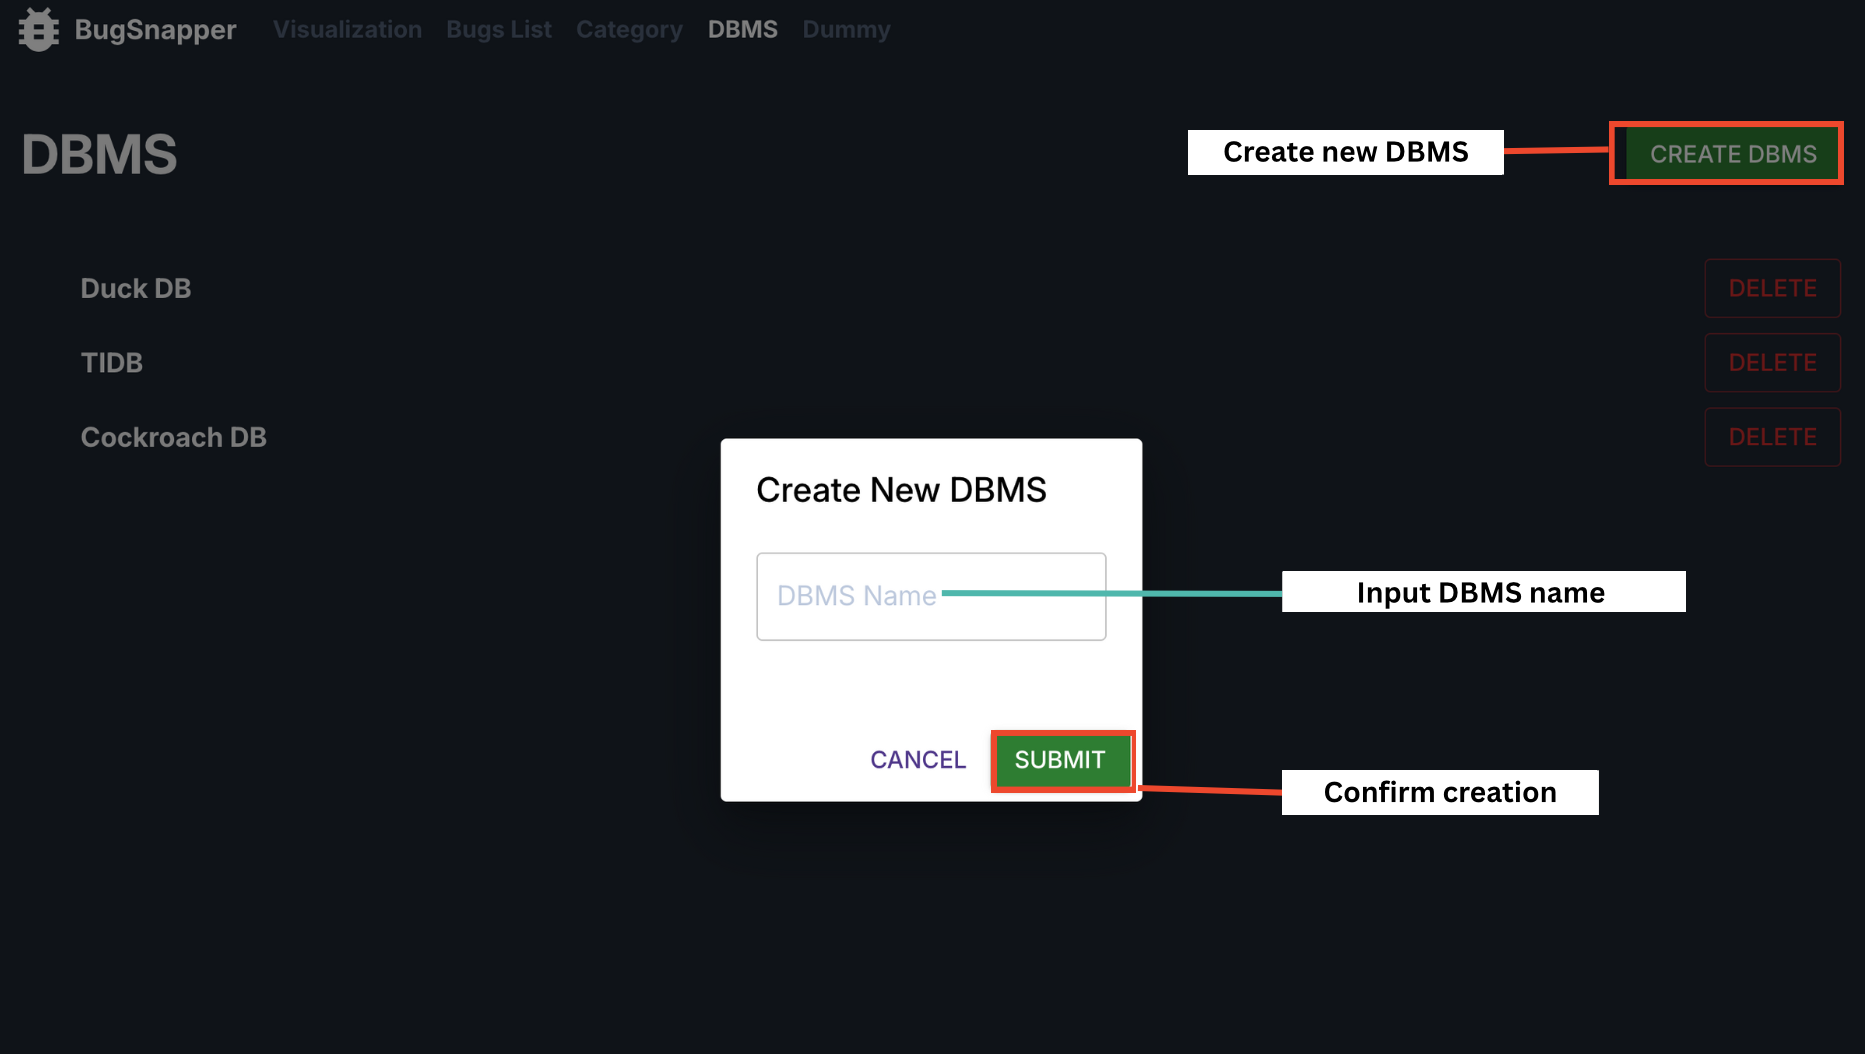 BugSnapper Visualization Bugs List Category DBMS Dummy
DBMS
Create new DBMS
CREATE DBMS
Duck DB
DELETE
TIDB
DELETE
Cockroach DB
DELETE
Create New DBMS
DBMS Name
Input DBMS name
CANCEL
SUBMIT
Confirm creation